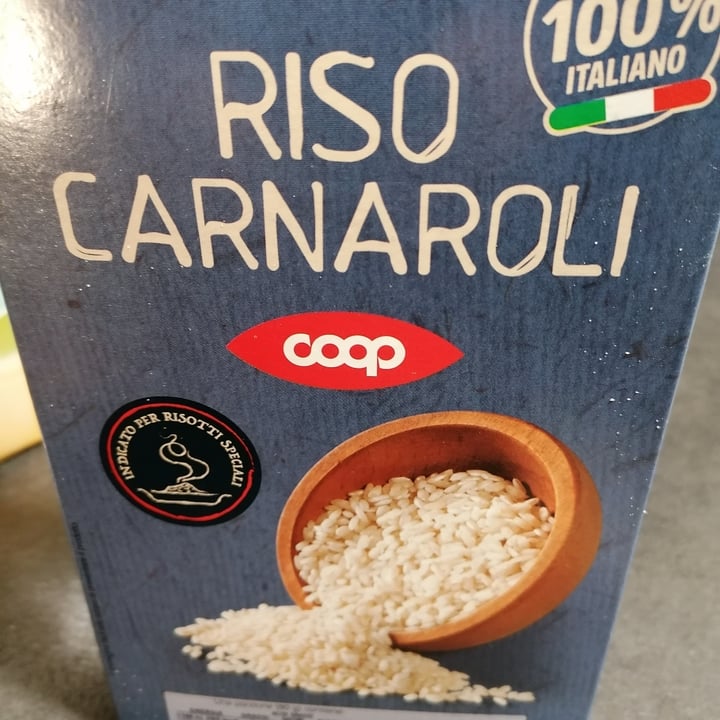 100%
ITALIANO
RISO
CARNAROLI
coop
INDICATO PER RISOTTI SPECIALI